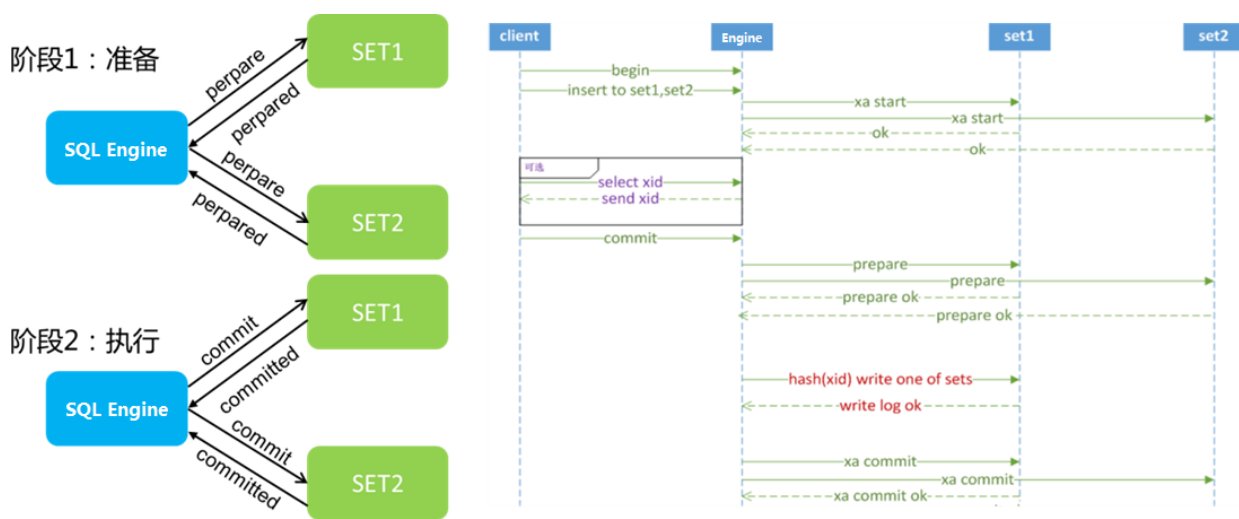 阶段1：准备
SET1
perpare
perpared
SQL Engine
perpare
perpared
SET2
阶段2：执行
SET1
commit
committed
SQL Engine
commit
committed
SET2
client
Engine
set1
set2
begin
insert to set1,set2
xa start
xa start
ok
ok
可选
select xid
send xid
commit
prepare
prepare
prepare ok
prepare ok
hash(xid) write one of sets
write log ok
xa commit
xa commit
xa commit ok